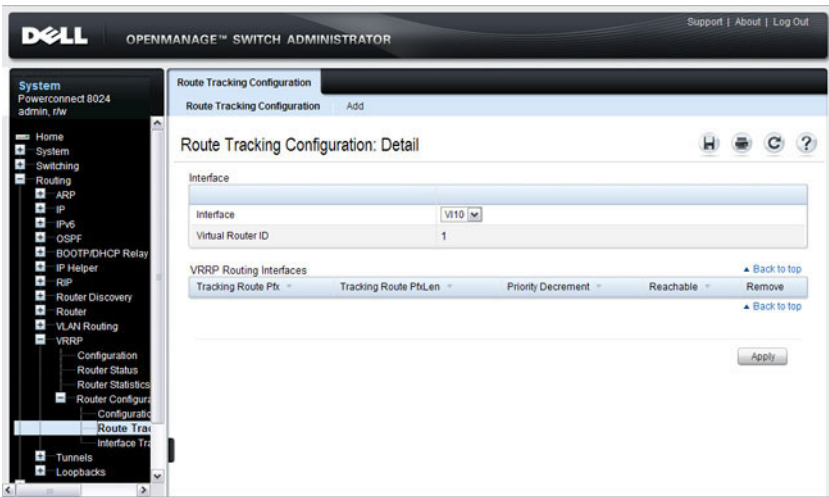 Support | About | Log Out
DELL
OPENMANAGE™ SWITCH ADMINISTRATOR
System
Powerconnect 8024
admin, r/w
Home
System
Switching
Routing
ARP
IP
IPv6
OSPF
BOOTP/DHCP Relay
IP Helper
RIP
Router Discovery
Router
VLAN Routing
VRRP
Configuration
Router Status
Router Statistics
Router Configura
Configuratio
Route Trac
Interface Tra
Tunnels
Loopbacks
Route Tracking Configuration
Route Tracking Configuration Add
Route Tracking Configuration: Detail
Interface
Interface Vl10
Virtual Router ID 1
VRRP Routing Interfaces
Back to top
Tracking Route Pfx Tracking Route PfxLen Priority Decrement Reachable Remove
Back to top
Apply